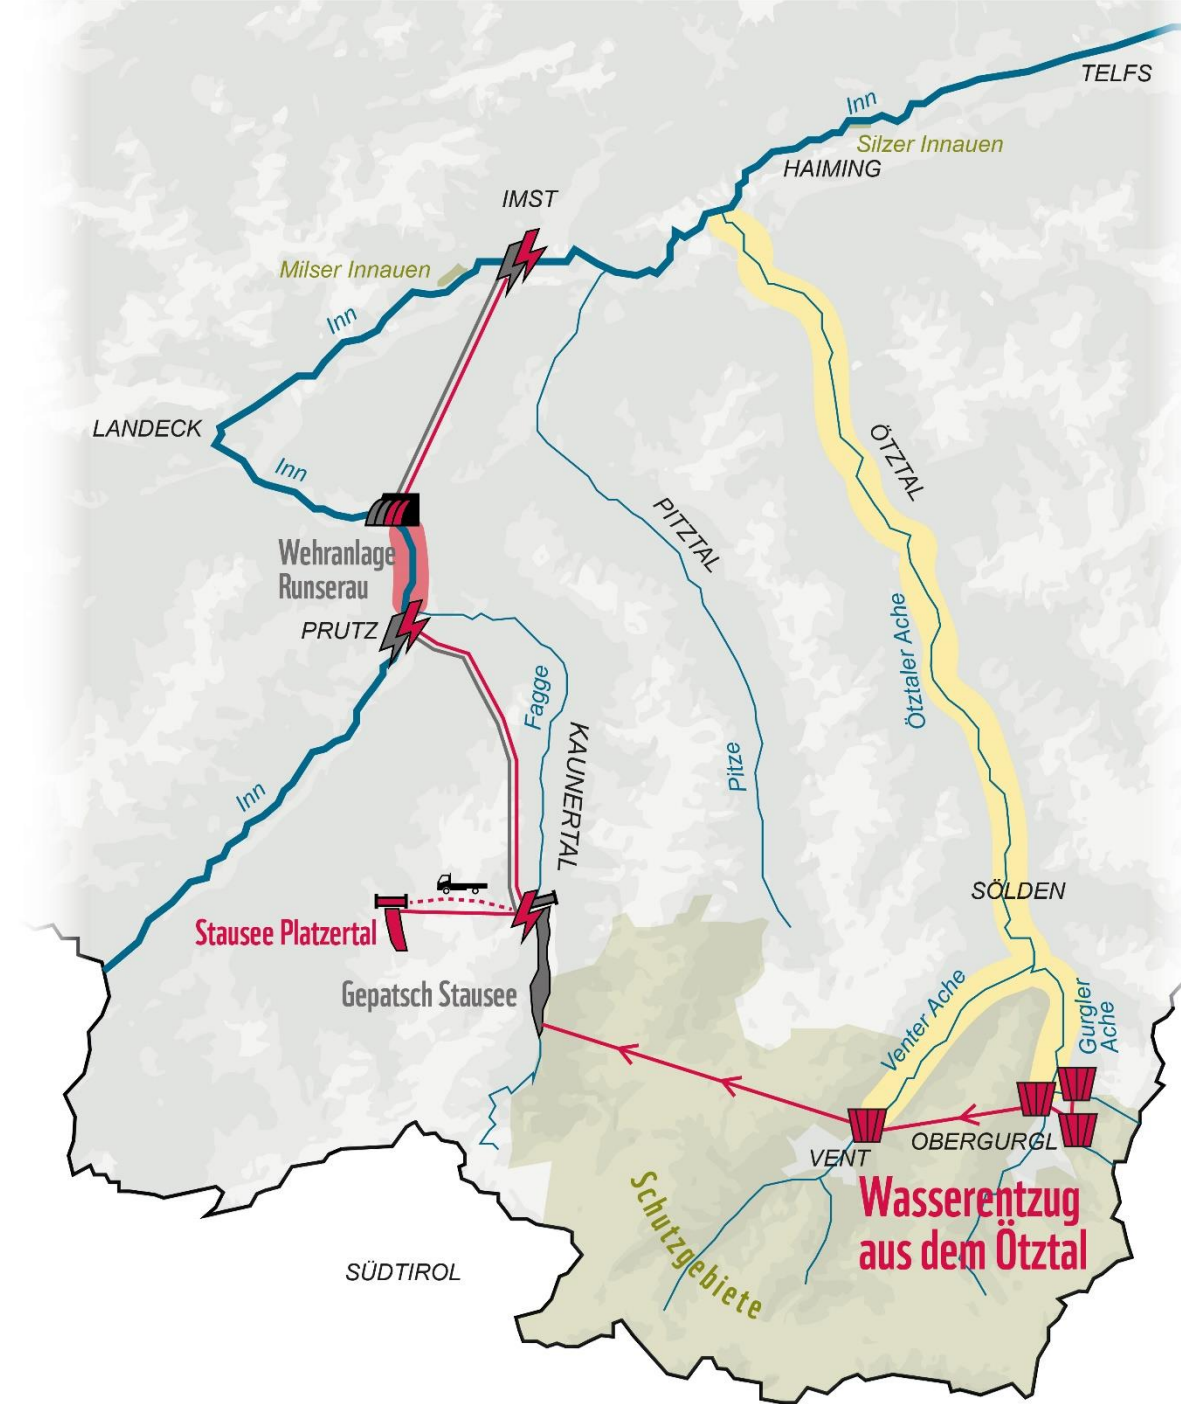 TELFS
Inn
Silzer Innauen
HAIMING
IMST
Milser Innauen
Inn
LANDECK
Inn
ÖTZTAL
PITZTAL
Wehranlage
Runserau
PRUTZ
Ötztaler Ache
Fagge
KAUNERTAL
Pitze
Inn
SÖLDEN
Stausee Platzertal
Gepatsch Stausee
Venter Ache
Gurgler
Ache
OBERGURGL
VENT
Schutzgebiete
Wasserentzug
aus dem Ötztal
SÜDTIROL